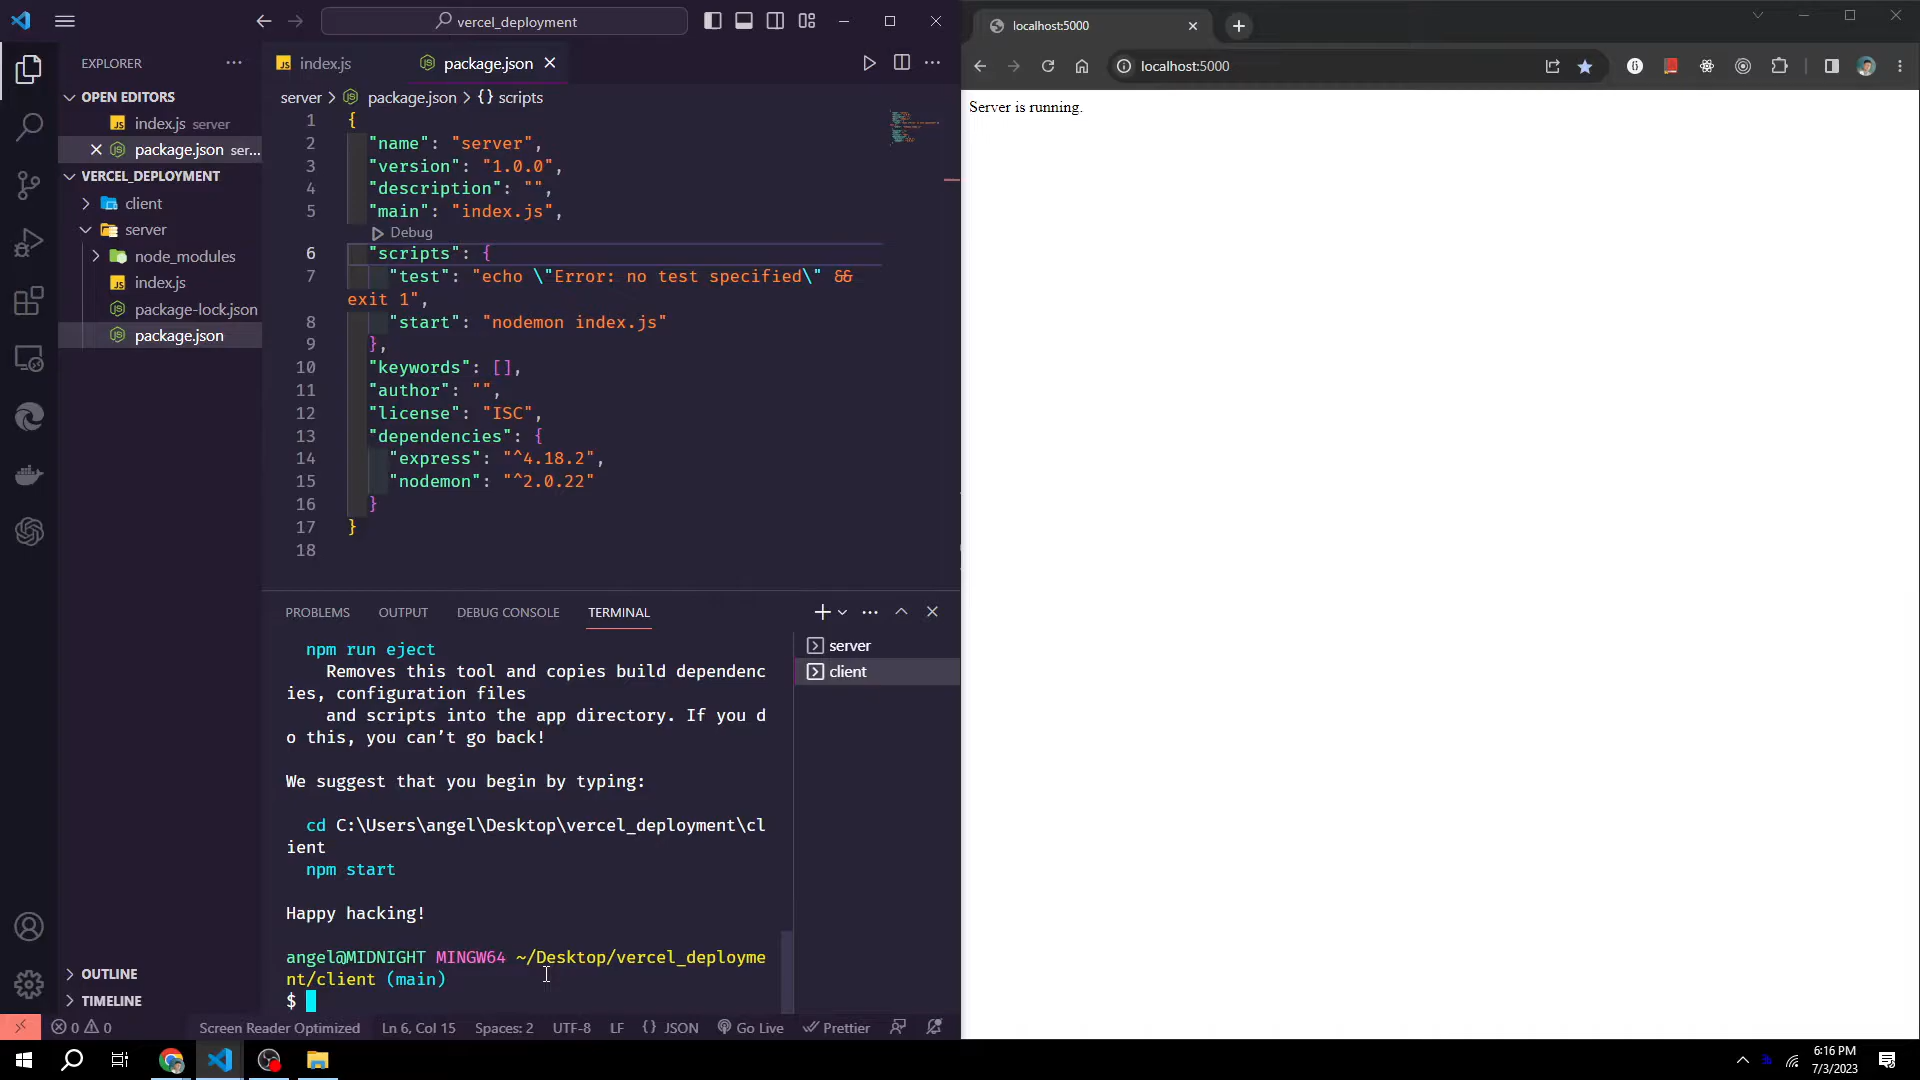 vercel_deployment
EXPLORER
OPEN EDITORS
index.js server
package.json ser...
VERCEL_DEPLOYMENT
client
server
node_modules
index.js
package-lock.json
package.json
OUTLINE
TIMELINE
index.js
package.json
server > package.json > {} scripts
1 {
2 "name": "server",
3 "version": "1.0.0",
4 "description": "",
5 "main": "index.js",
Debug
6 "scripts": {
7 "test": "echo \"Error: no test specified\" &&
exit 1",
8 "start": "nodemon index.js"
9 },
10 "keywords": [],
11 "author": "",
12 "license": "ISC",
13 "dependencies": {
14 "express": "^4.18.2",
15 "nodemon": "^2.0.22"
16 }
17 }
18
PROBLEMS OUTPUT DEBUG CONSOLE TERMINAL
npm run eject
Removes this tool and copies build dependenc
ies, configuration files
and scripts into the app directory. If you d
o this, you can’t go back!
We suggest that you begin by typing:
cd C:\Users\angel\Desktop\vercel_deployment\cl
ient
npm start
Happy hacking!
angel@MIDNIGHT MINGW64 ~/Desktop/vercel_deployme
nt/client (main)
$
server
client
0 0 Screen Reader Optimized Ln 6, Col 15 Spaces: 2 UTF-8 LF {} JSON Go Live Prettier
localhost:5000
localhost:5000
Server is running.
6:16 PM
7/3/2023